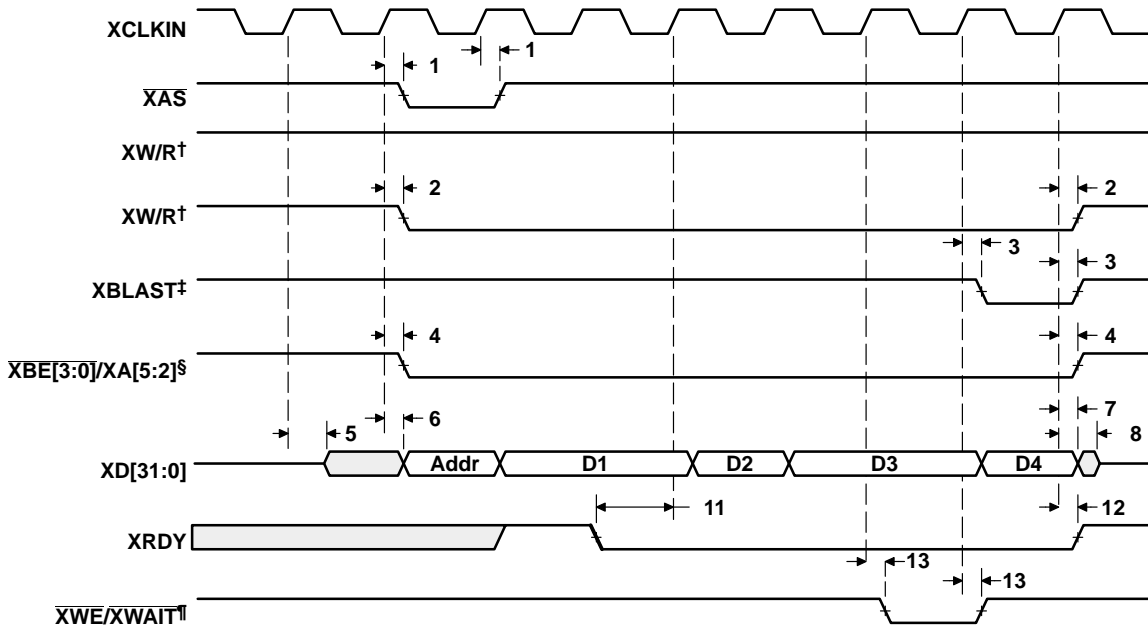 XCLKIN
1
1
XAS
XW/R†
2
2
XW/R†
3
3
XBLAST‡
4
4
XBE[3:0]/XA[5:2]§
6
7
5
8
XD[31:0]
Addr
D1
D2
D3
D4
11
12
XRDY
13
13
XWE/XWAIT¶